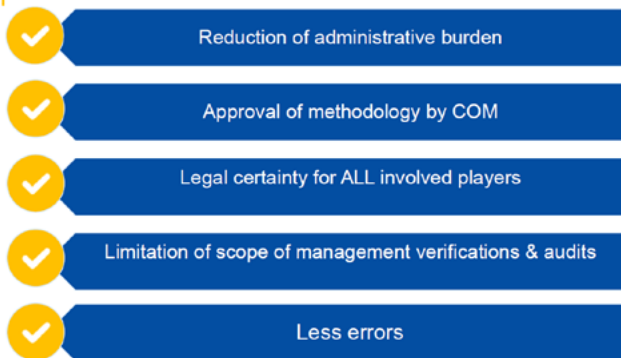 Reduction of administrative burden
Approval of methodology by COM
Legal certainty for ALL involved players
Limitation of scope of management verifications & audits
Less errors